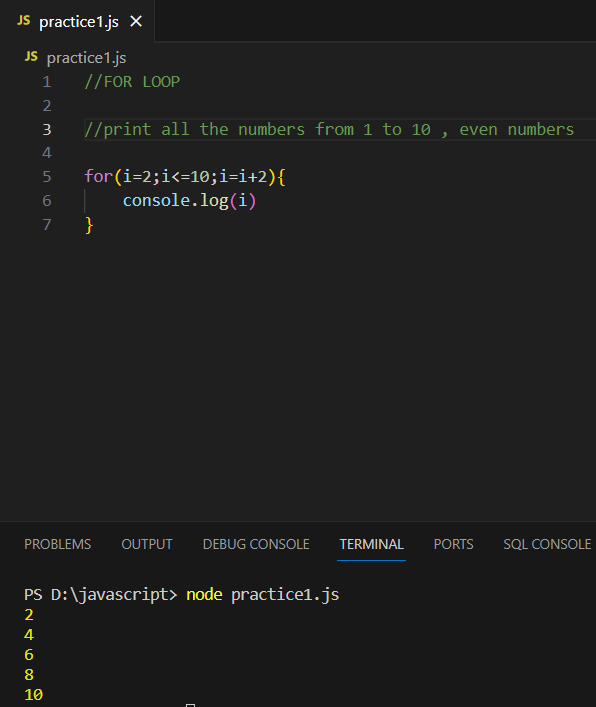 JS practice1.js ×
JS practice1.js
1 //FOR LOOP
2
3 //print all the numbers from 1 to 10 , even numbers
4
5 for(i=2;i<=10;i=i+2){
6     console.log(i)
7 }
PROBLEMS OUTPUT DEBUG CONSOLE TERMINAL PORTS SQL CONSOLE
PS D:\javascript> node practice1.js
2
4
6
8
10